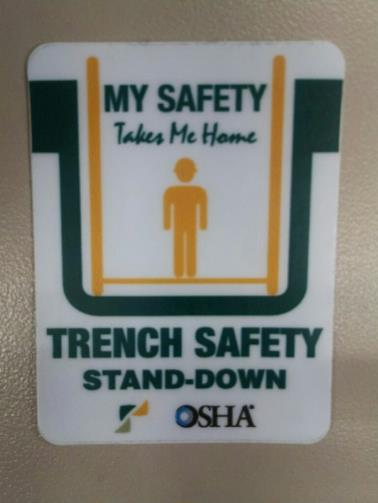 MY SAFETY
Takes Me Home
TRENCH SAFETY
STAND-DOWN
OSHA